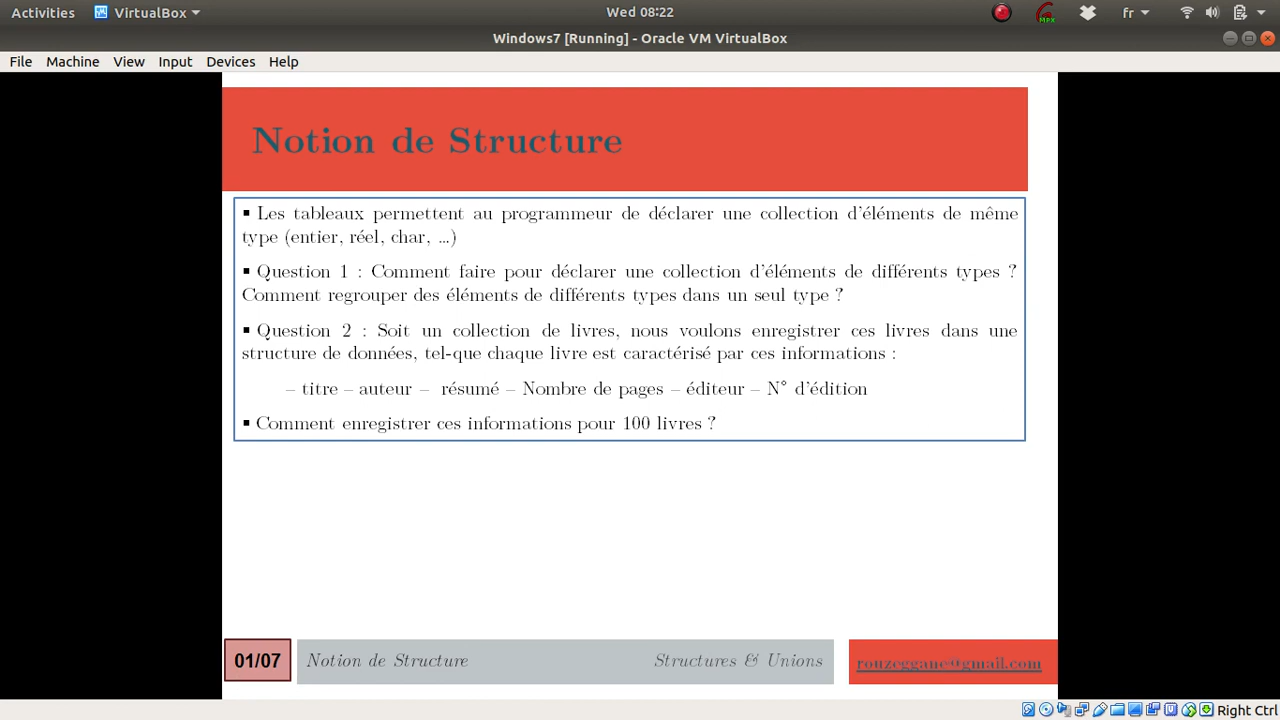 Activities VirtualBox Wed 08:22 fr
Windows7 [Running] - Oracle VM VirtualBox
File Machine View Input Devices Help
Notion de Structure
▪ Les tableaux permettent au programmeur de déclarer une collection d'éléments de même
type (entier, réel, char, ...)
▪ Question 1 : Comment faire pour déclarer une collection d'éléments de différents types ?
Comment regrouper des éléments de différents types dans un seul type ?
▪ Question 2 : Soit un collection de livres, nous voulons enregistrer ces livres dans une
structure de données, tel-que chaque livre est caractérisé par ces informations :
– titre – auteur – résumé – Nombre de pages – éditeur – N° d'édition
▪ Comment enregistrer ces informations pour 100 livres ?
01/07 Notion de Structure Structures & Unions rouzeggane@gmail.com
Right Ctrl